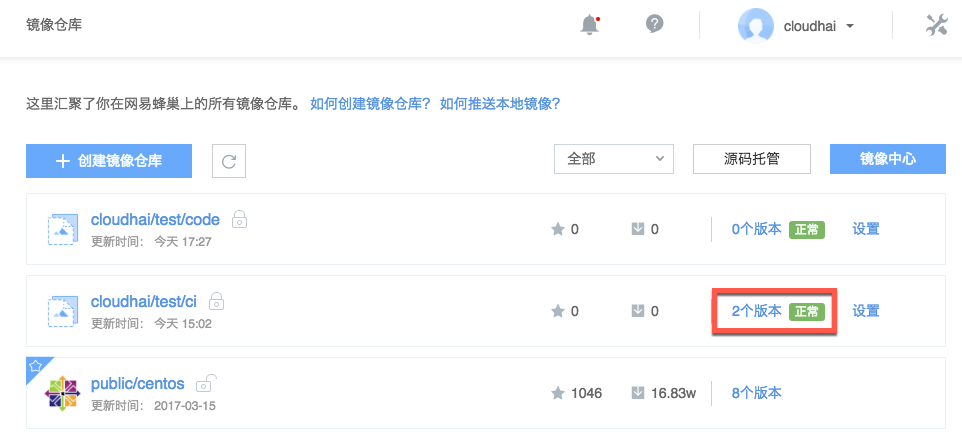 镜像仓库
cloudhai
这里汇聚了你在网易蜂巢上的所有镜像仓库。 如何创建镜像仓库? 如何推送本地镜像?
创建镜像仓库 全部 源码托管 镜像中心
cloudhai/test/code 0 0 0个版本 正常 设置
更新时间: 今天 17:27
cloudhai/test/ci 0 0 2个版本 正常 设置
更新时间: 今天 15:02
public/centos 1046 16.83w 8个版本
更新时间: 2017-03-15